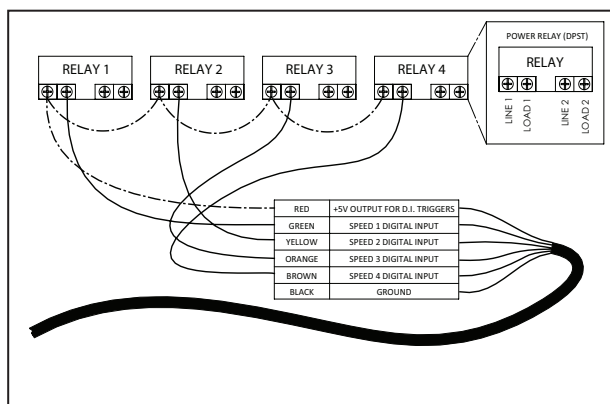 POWER RELAY (DPST)
RELAY 1
RELAY 2
RELAY 3
RELAY 4
RELAY
LINE 1
LOAD 1
LINE 2
LOAD 2
RED +5V OUTPUT FOR D.I. TRIGGERS
GREEN SPEED 1 DIGITAL INPUT
YELLOW SPEED 2 DIGITAL INPUT
ORANGE SPEED 3 DIGITAL INPUT
BROWN SPEED 4 DIGITAL INPUT
BLACK GROUND